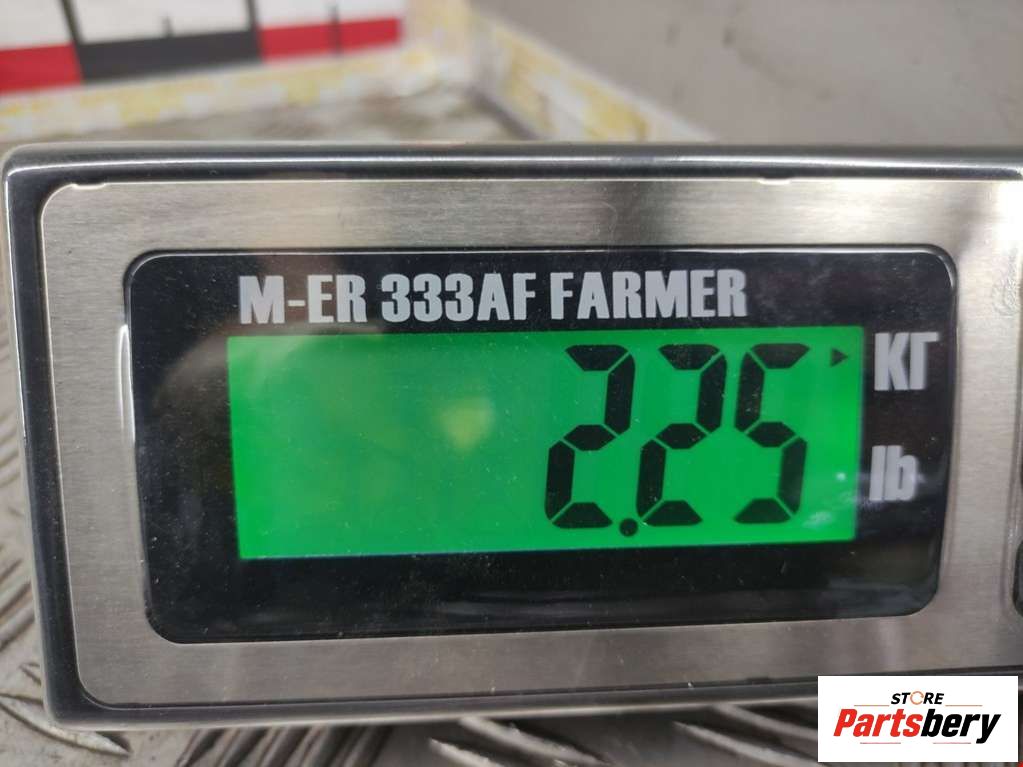 M-ER 333AF FARMER
2.25
КГ
lb
STORE
Partsbery